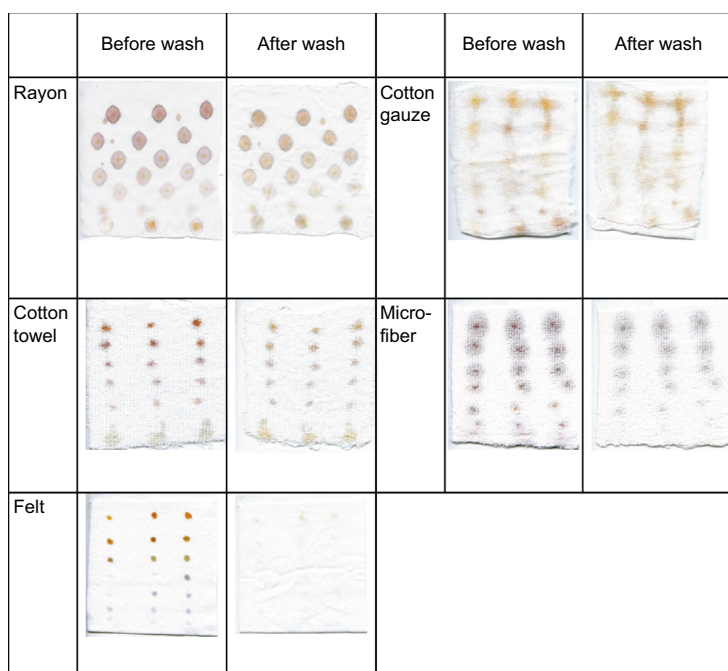 Before wash After wash Before wash After wash
Rayon
Cotton
gauze
Cotton
towel
Micro-
fiber
Felt